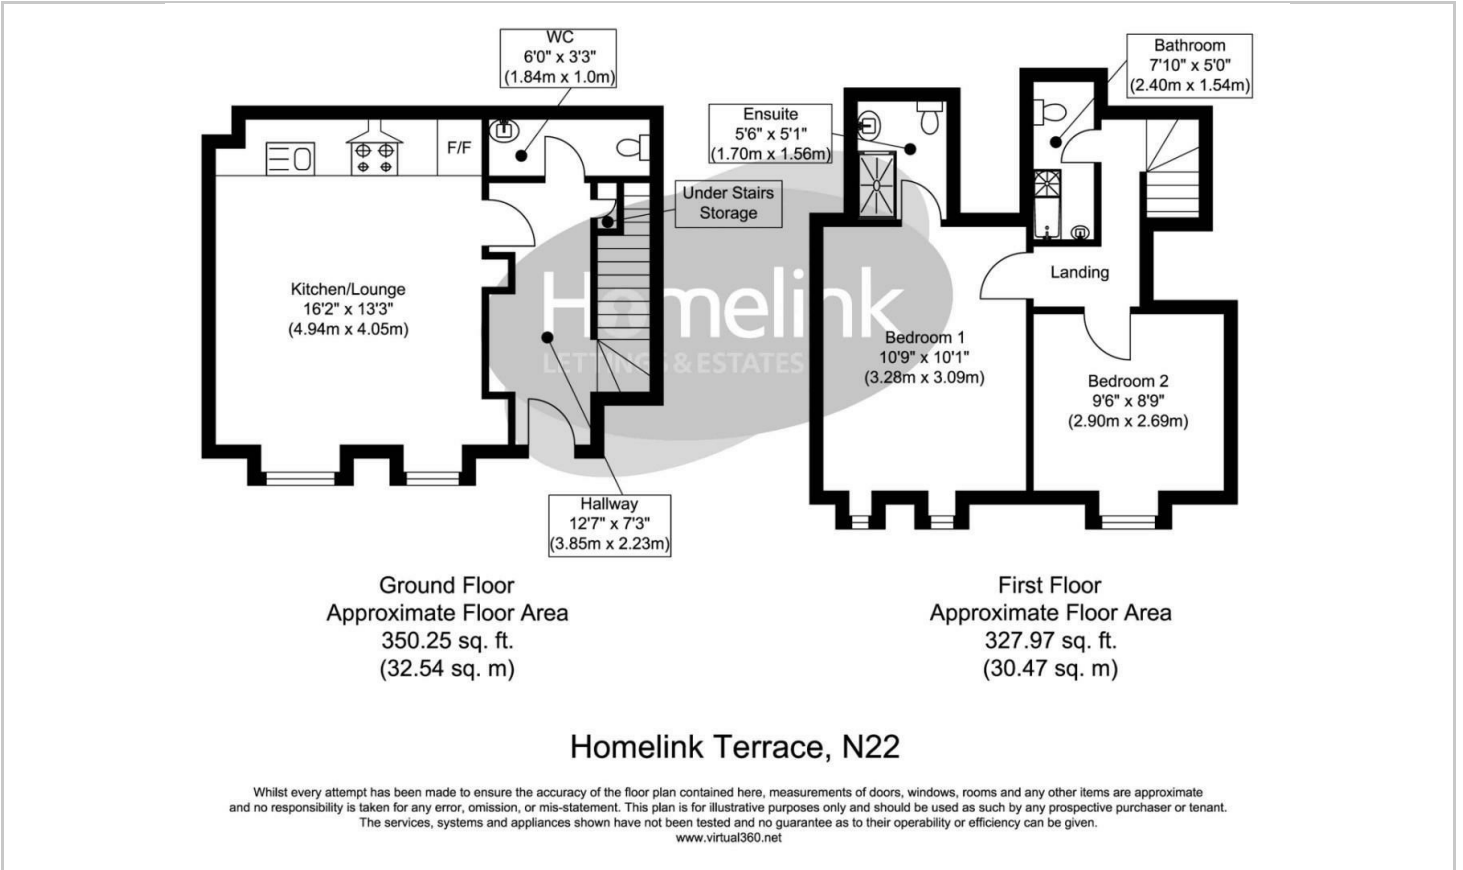 WC
6'0" x 3'3"
(1.84m x 1.0m)
F/F
Under Stairs
Storage
Kitchen/Lounge
16'2" x 13'3"
(4.94m x 4.05m)
Hallway
12'7" x 7'3"
(3.85m x 2.23m)
Homelink
LETTINGS & ESTATES
Ensuite
5'6" x 5'1"
(1.70m x 1.56m)
Bathroom
7'10" x 5'0"
(2.40m x 1.54m)
Landing
Bedroom 1
10'9" x 10'1"
(3.28m x 3.09m)
Bedroom 2
9'6" x 8'9"
(2.90m x 2.69m)
Ground Floor
Approximate Floor Area
350.25 sq. ft.
(32.54 sq. m)
First Floor
Approximate Floor Area
327.97 sq. ft.
(30.47 sq. m)
Homelink Terrace, N22
Whilst every attempt has been made to ensure the accuracy of the floor plan contained here, measurements of doors, windows, rooms and any other items are approximate
and no responsibility is taken for any error, omission, or mis-statement. This plan is for illustrative purposes only and should be used as such by any prospective purchaser or tenant.
The services, systems and appliances shown have not been tested and no guarantee as to their operability or efficiency can be given.
www.virtual360.net